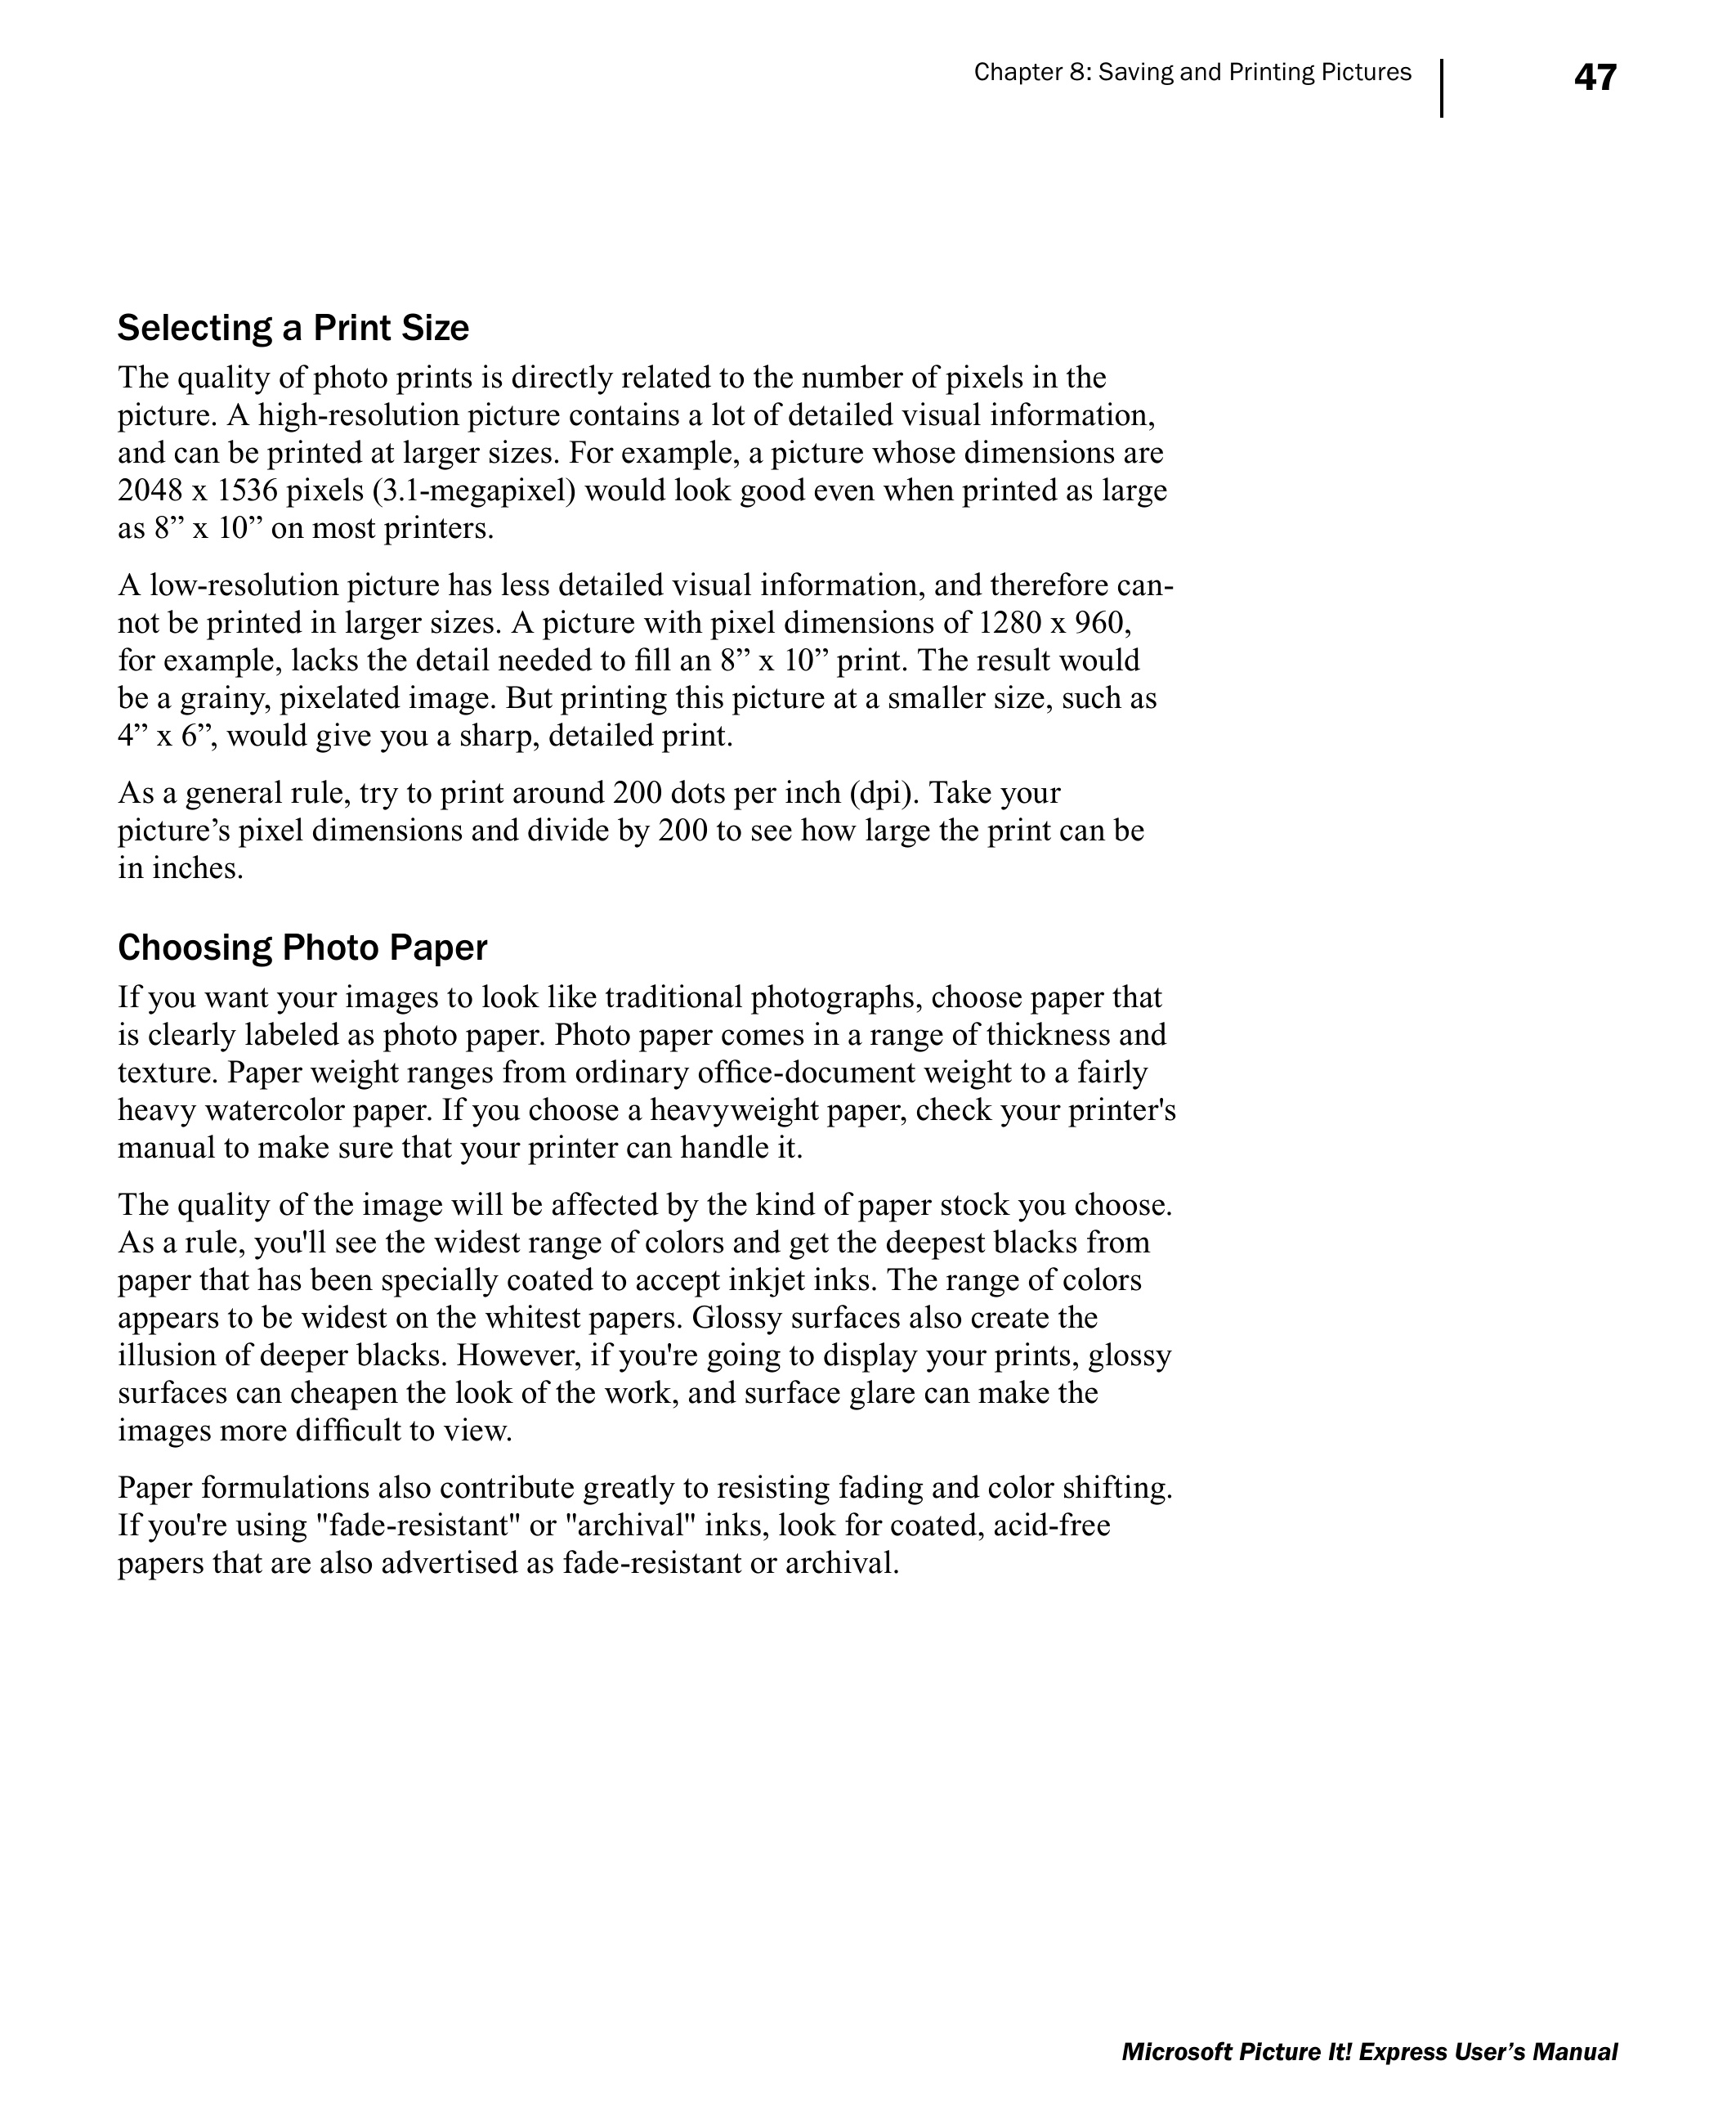 Chapter 8: Saving and Printing Pictures
47
Selecting a Print Size
The quality of photo prints is directly related to the number of pixels in the
picture. A high-resolution picture contains a lot of detailed visual information,
and can be printed at larger sizes. For example, a picture whose dimensions are
2048 x 1536 pixels (3.1-megapixel) would look good even when printed as large
as 8” x 10” on most printers.
A low-resolution picture has less detailed visual information, and therefore can-
not be printed in larger sizes. A picture with pixel dimensions of 1280 x 960,
for example, lacks the detail needed to fill an 8” x 10” print. The result would
be a grainy, pixelated image. But printing this picture at a smaller size, such as
4” x 6”, would give you a sharp, detailed print.
As a general rule, try to print around 200 dots per inch (dpi). Take your
picture’s pixel dimensions and divide by 200 to see how large the print can be
in inches.
Choosing Photo Paper
If you want your images to look like traditional photographs, choose paper that
is clearly labeled as photo paper. Photo paper comes in a range of thickness and
texture. Paper weight ranges from ordinary office-document weight to a fairly
heavy watercolor paper. If you choose a heavyweight paper, check your printer's
manual to make sure that your printer can handle it.
The quality of the image will be affected by the kind of paper stock you choose.
As a rule, you'll see the widest range of colors and get the deepest blacks from
paper that has been specially coated to accept inkjet inks. The range of colors
appears to be widest on the whitest papers. Glossy surfaces also create the
illusion of deeper blacks. However, if you're going to display your prints, glossy
surfaces can cheapen the look of the work, and surface glare can make the
images more difficult to view.
Paper formulations also contribute greatly to resisting fading and color shifting.
If you're using "fade-resistant" or "archival" inks, look for coated, acid-free
papers that are also advertised as fade-resistant or archival.
Microsoft Picture It! Express User’s Manual